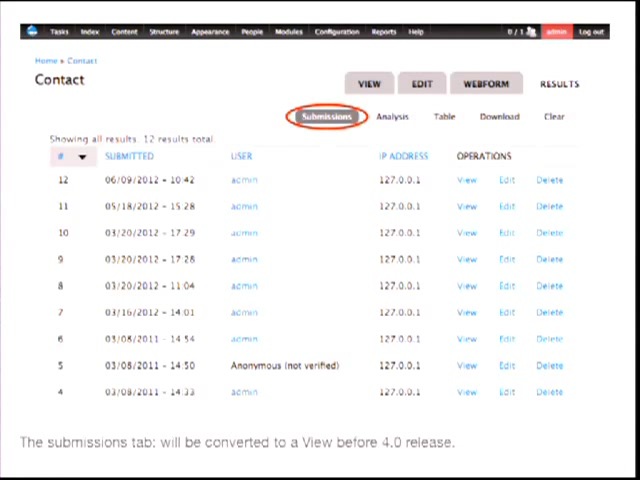 Tasks Index Content Structure Appearance People Modules Configuration Reports Help 0 / 1 admin Log out
Home » Contact
Contact
VIEW EDIT WEBFORM RESULTS
Submissions Analysis Table Download Clear
Showing all results. 12 results total.
# SUBMITTED USER IP ADDRESS OPERATIONS
12 06/09/2012 - 10:42 admin 127.0.0.1 View Edit Delete
11 05/18/2012 - 15:28 admin 127.0.0.1 View Edit Delete
10 03/20/2012 - 17:29 admin 127.0.0.1 View Edit Delete
9 03/20/2012 - 17:28 admin 127.0.0.1 View Edit Delete
8 03/20/2012 - 11:04 admin 127.0.0.1 View Edit Delete
7 03/16/2012 - 14:01 admin 127.0.0.1 View Edit Delete
6 03/08/2011 - 14:54 admin 127.0.0.1 View Edit Delete
5 03/08/2011 - 14:50 Anonymous (not verified) 127.0.0.1 View Edit Delete
4 03/08/2011 - 14:33 admin 127.0.0.1 View Edit Delete
The submissions tab: will be converted to a View before 4.0 release.